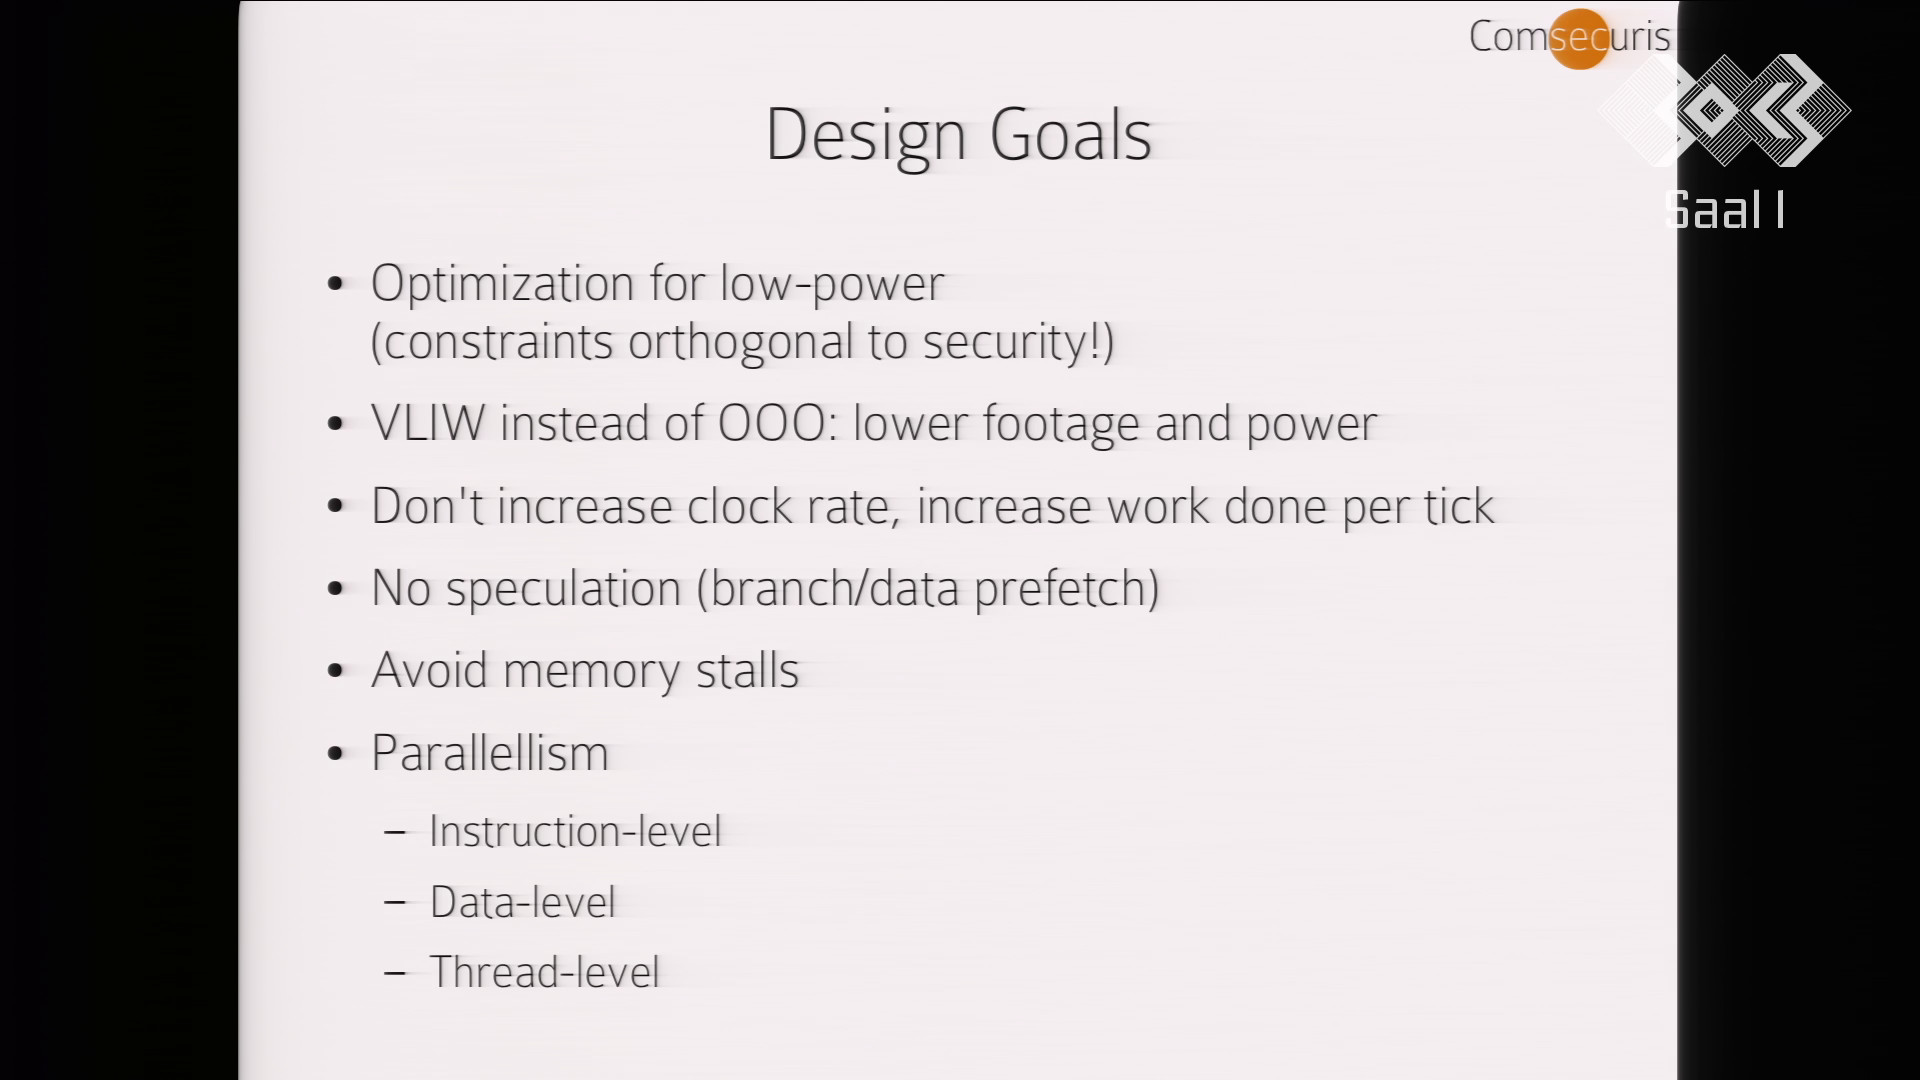 Comsecuris
Saal 1
Design Goals
• Optimization for low-power
(constraints orthogonal to security!)
• VLIW instead of OOO: lower footage and power
• Don't increase clock rate, increase work done per tick
• No speculation (branch/data prefetch)
• Avoid memory stalls
• Parallellism
– Instruction-level
– Data-level
– Thread-level